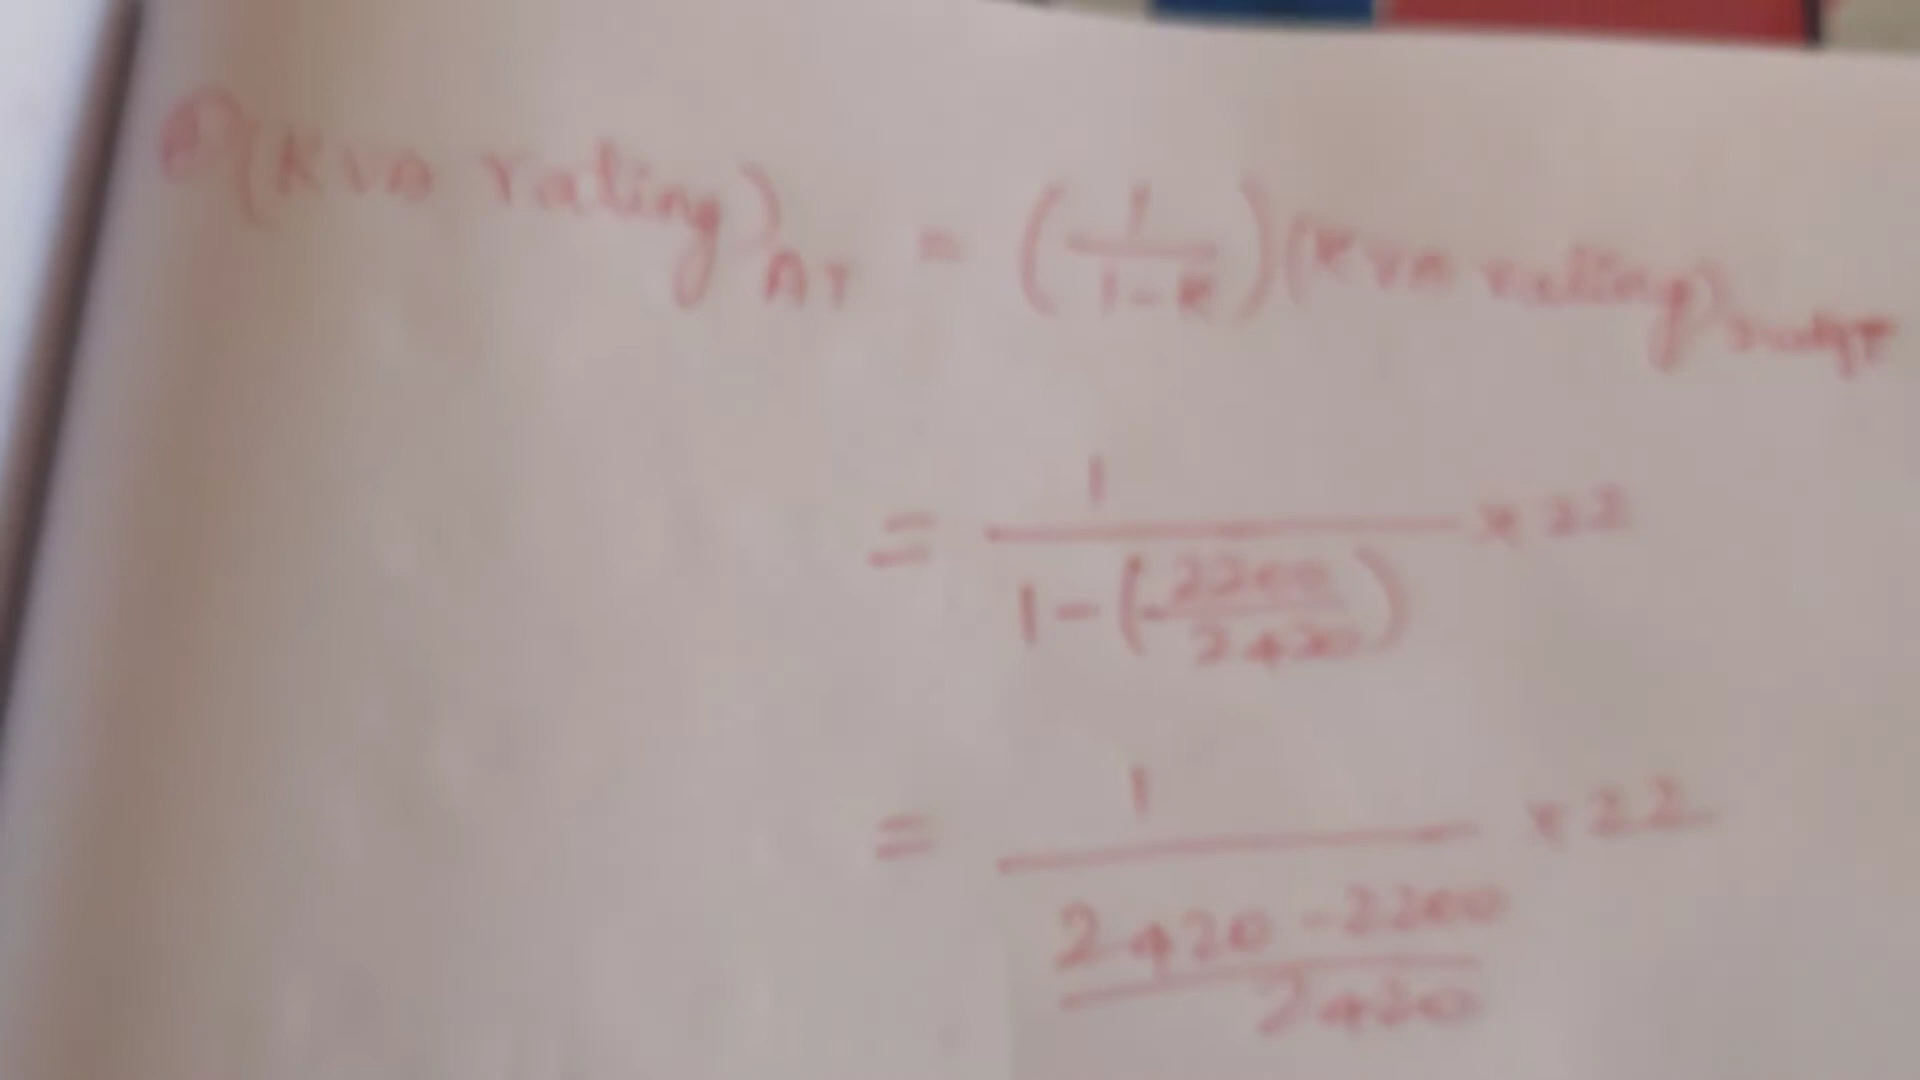 (KVA rating)AT = (1/1-K)(KVA rating)
= 1/1-(2200/2420) × 22
= 1/2420-2200/2420 × 22